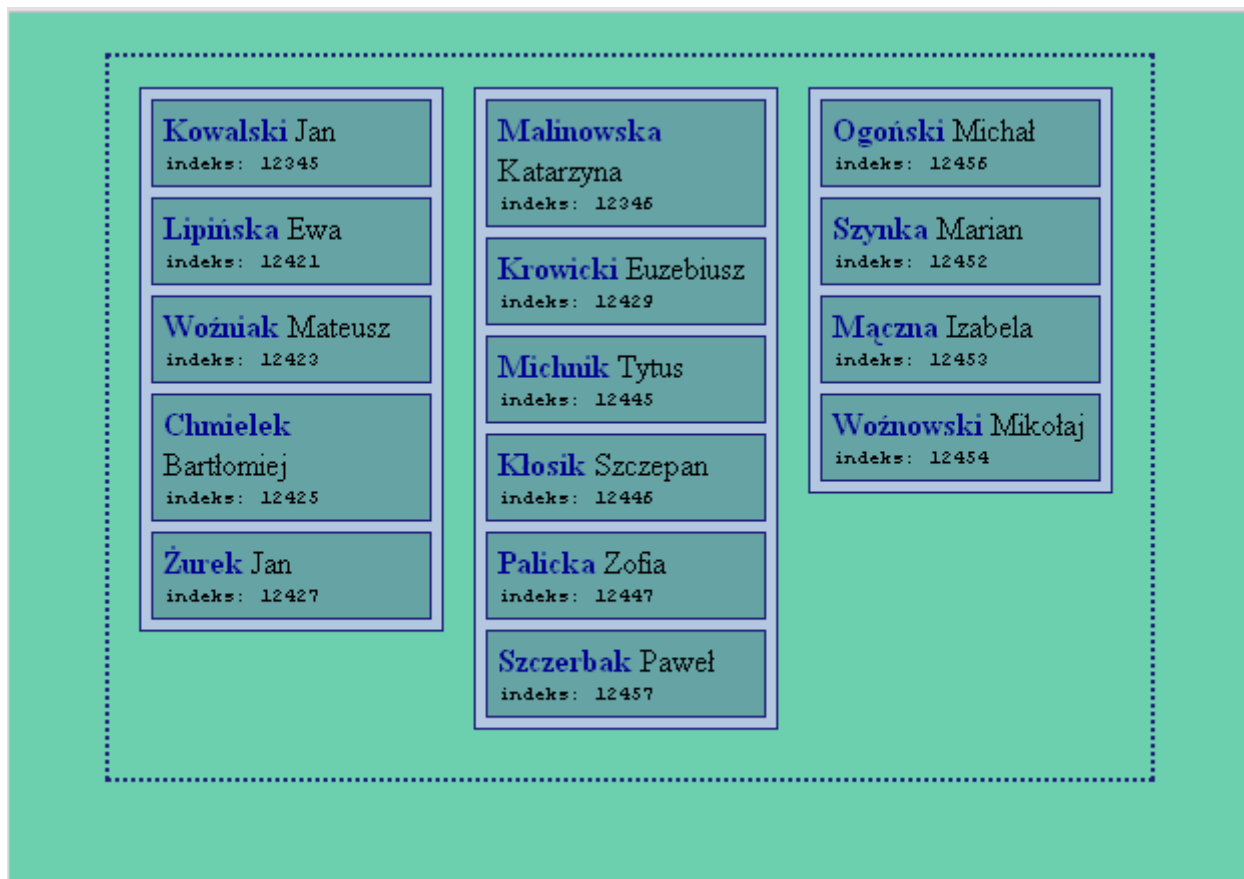 Kowalski Jan
indeks: 12345
Lipińska Ewa
indeks: 12421
Woźniak Mateusz
indeks: 12423
Chmielek
Bartłomiej
indeks: 12425
Żurek Jan
indeks: 12427
Malinowska
Katarzyna
indeks: 12346
Krowicki Euzebiusz
indeks: 12429
Michnik Tytus
indeks: 12445
Kłosik Szczepan
indeks: 12446
Palicka Zofia
indeks: 12447
Szczerbak Paweł
indeks: 12457
Ogoński Michał
indeks: 12456
Szynka Marian
indeks: 12452
Mączna Izabela
indeks: 12453
Woźnowski Mikołaj
indeks: 12454